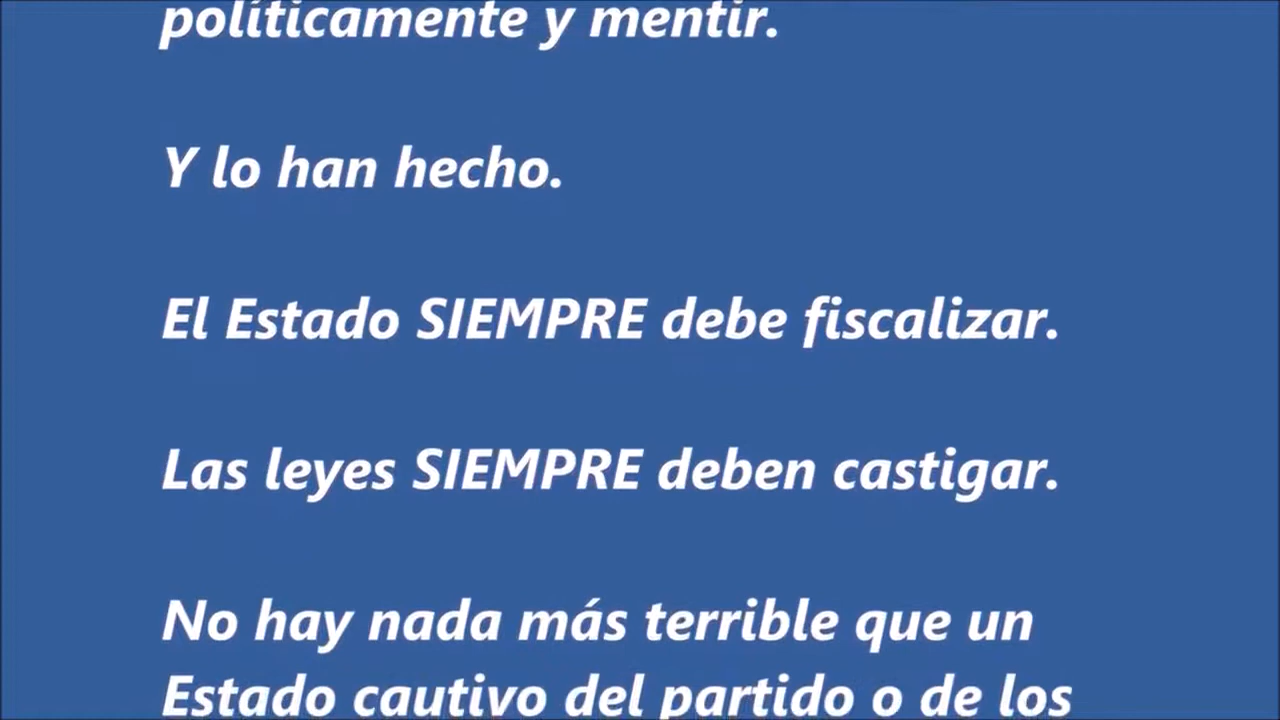 políticamente y mentir.
Y lo han hecho.
El Estado SIEMPRE debe fiscalizar.
Las leyes SIEMPRE deben castigar.
No hay nada más terrible que un
Estado cautivo del partido o de los